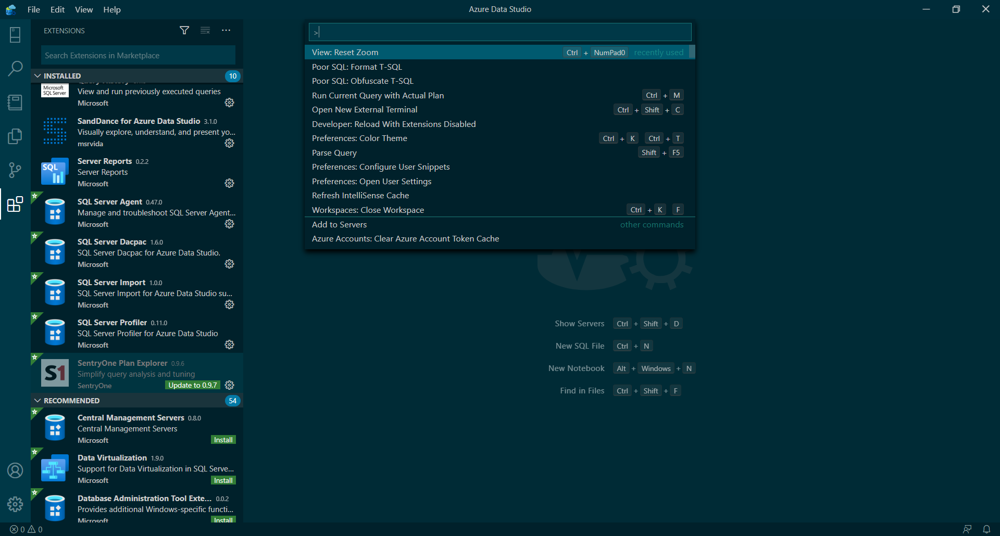 File Edit View Help
Azure Data Studio
EXTENSIONS
Search Extensions in Marketplace
INSTALLED 10
Microsoft SQL Server
View and run previously executed queries
Microsoft
SandDance for Azure Data Studio 3.1.0
Visually explore, understand, and present yo...
msrvida
SQL
Server Reports 0.2.2
Server Reports
Microsoft
SQL Server Agent 0.47.0
Manage and troubleshoot SQL Server Agent...
Microsoft
SQL Server Dacpac 1.6.0
SQL Server Dacpac for Azure Data Studio.
Microsoft
SQL Server Import 1.0.0
SQL Server Import for Azure Data Studio su...
Microsoft
SQL Server Profiler 0.11.0
SQL Server Profiler for Azure Data Studio
Microsoft
S1
SentryOne Plan Explorer 0.9.6
Simplify query analysis and tuning
SentryOne Update to 0.9.7
RECOMMENDED 54
Central Management Servers 0.8.0
Central Management Servers
Microsoft Install
Data Virtualization 1.9.0
Support for Data Virtualization in SQL Serve...
Microsoft Install
Database Administration Tool Exte... 0.0.2
Provides additional Windows-specific functi...
Microsoft Install
0 0
>
View: Reset Zoom Ctrl + NumPad0 recently used
Poor SQL: Format T-SQL
Poor SQL: Obfuscate T-SQL
Run Current Query with Actual Plan Ctrl + M
Open New External Terminal Ctrl + Shift + C
Developer: Reload With Extensions Disabled
Preferences: Color Theme Ctrl + K Ctrl + T
Parse Query Shift + F5
Preferences: Configure User Snippets
Preferences: Open User Settings
Refresh IntelliSense Cache
Workspaces: Close Workspace Ctrl + K F
Add to Servers other commands
Azure Accounts: Clear Azure Account Token Cache
Show Servers Ctrl + Shift + D
New SQL File Ctrl + N
New Notebook Alt + Windows + N
Find in Files Ctrl + Shift + F